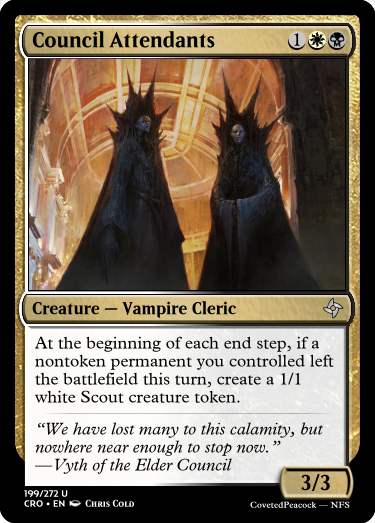 Council Attendants 1
Creature — Vampire Cleric
At the beginning of each end step, if a
nontoken permanent you controlled left
the battlefield this turn, create a 1/1
white Scout creature token.
“We have lost many to this calamity, but
nowhere near enough to stop now.”
—Vyth of the Elder Council
3/3
199/272 U
CRO • EN Chris Cold
CovetedPeacock — NFS